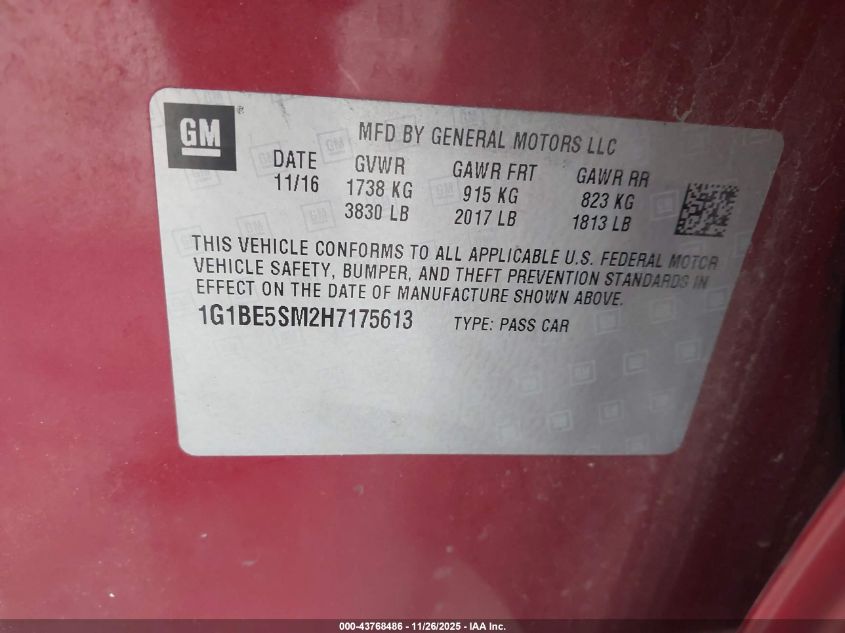 GM
MFD BY GENERAL MOTORS LLC
DATE GVWR GAWR FRT GAWR RR
11/16 1738 KG 915 KG 823 KG
3830 LB 2017 LB 1813 LB
THIS VEHICLE CONFORMS TO ALL APPLICABLE U.S. FEDERAL MOTOR
VEHICLE SAFETY, BUMPER, AND THEFT PREVENTION STANDARDS IN
EFFECT ON THE DATE OF MANUFACTURE SHOWN ABOVE.
1G1BE5SM2H7175613 TYPE: PASS CAR
000-43768486 - 11/26/2025 - IAA Inc.